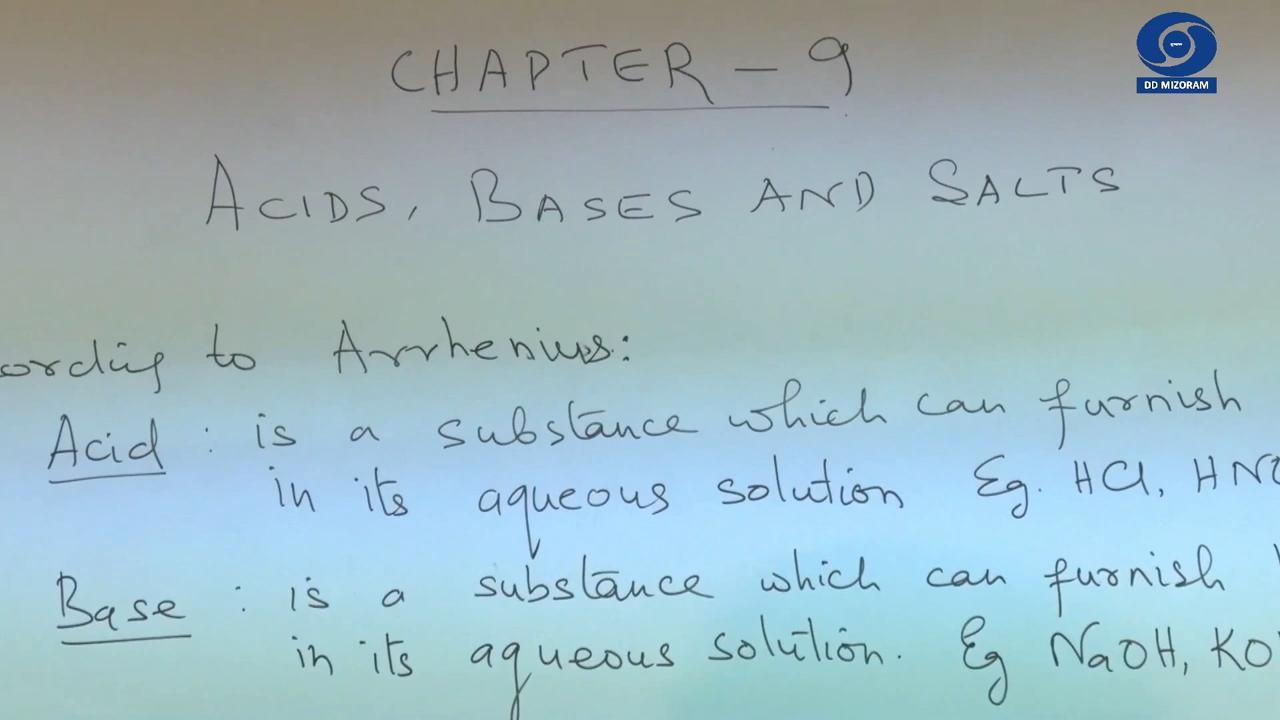 CHAPTER - 9
DD MIZORAM
ACIDS, BASES AND SALTS
ording to Arrhenius:
Acid : is a substance which can furnish
in its aqueous solution Eg. HCl, HNO
Base : is a substance which can furnish
in its aqueous solution. Eg NaOH, KO